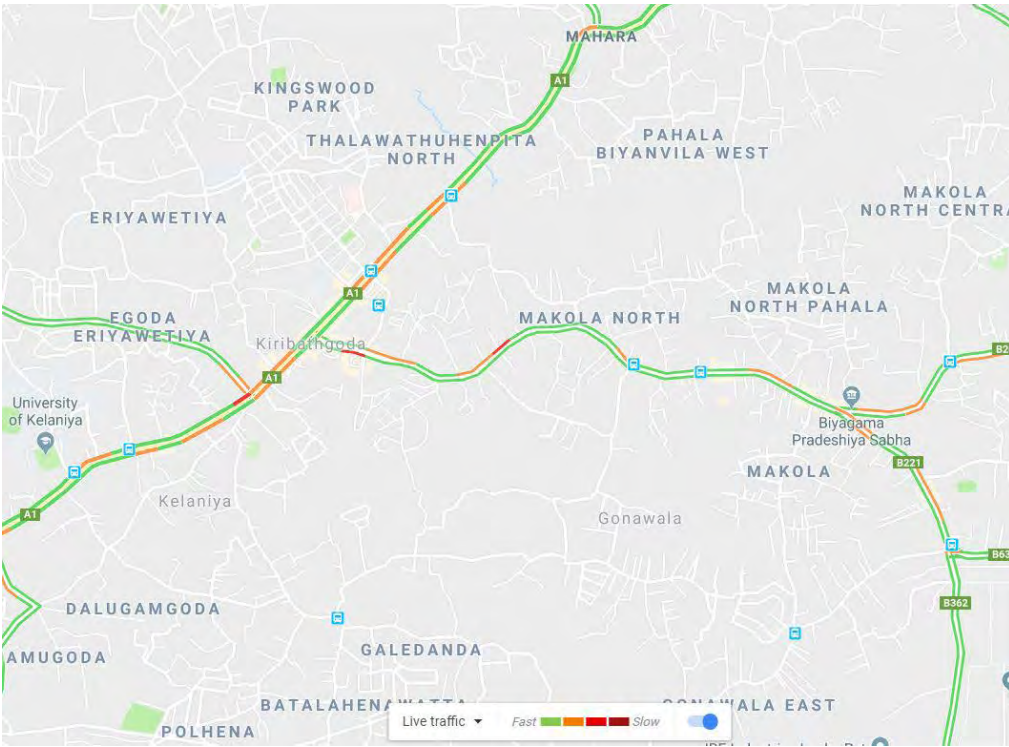 MAHARA
A1
KINGSWOOD
PARK
THALAWATHUHENPITA
NORTH
PAHALA
BIYANVILA WEST
MAKOLA
NORTH CENTRA
ERIYAWETIYA
A1
MAKOLA
NORTH PAHALA
EGODA
ERIYAWETIYA
MAKOLA NORTH
Kiribathgoda
A1
University
of Kelaniya
Biyagama
Pradeshiya Sabha
B221
MAKOLA
Kelaniya
A1
Gonawala
B63
B362
DALUGAMGODA
GALEDANDA
AMUGODA
BATALAHENAWATTA
GONAWALA EAST
POLHENA
Live traffic
Fast
Slow